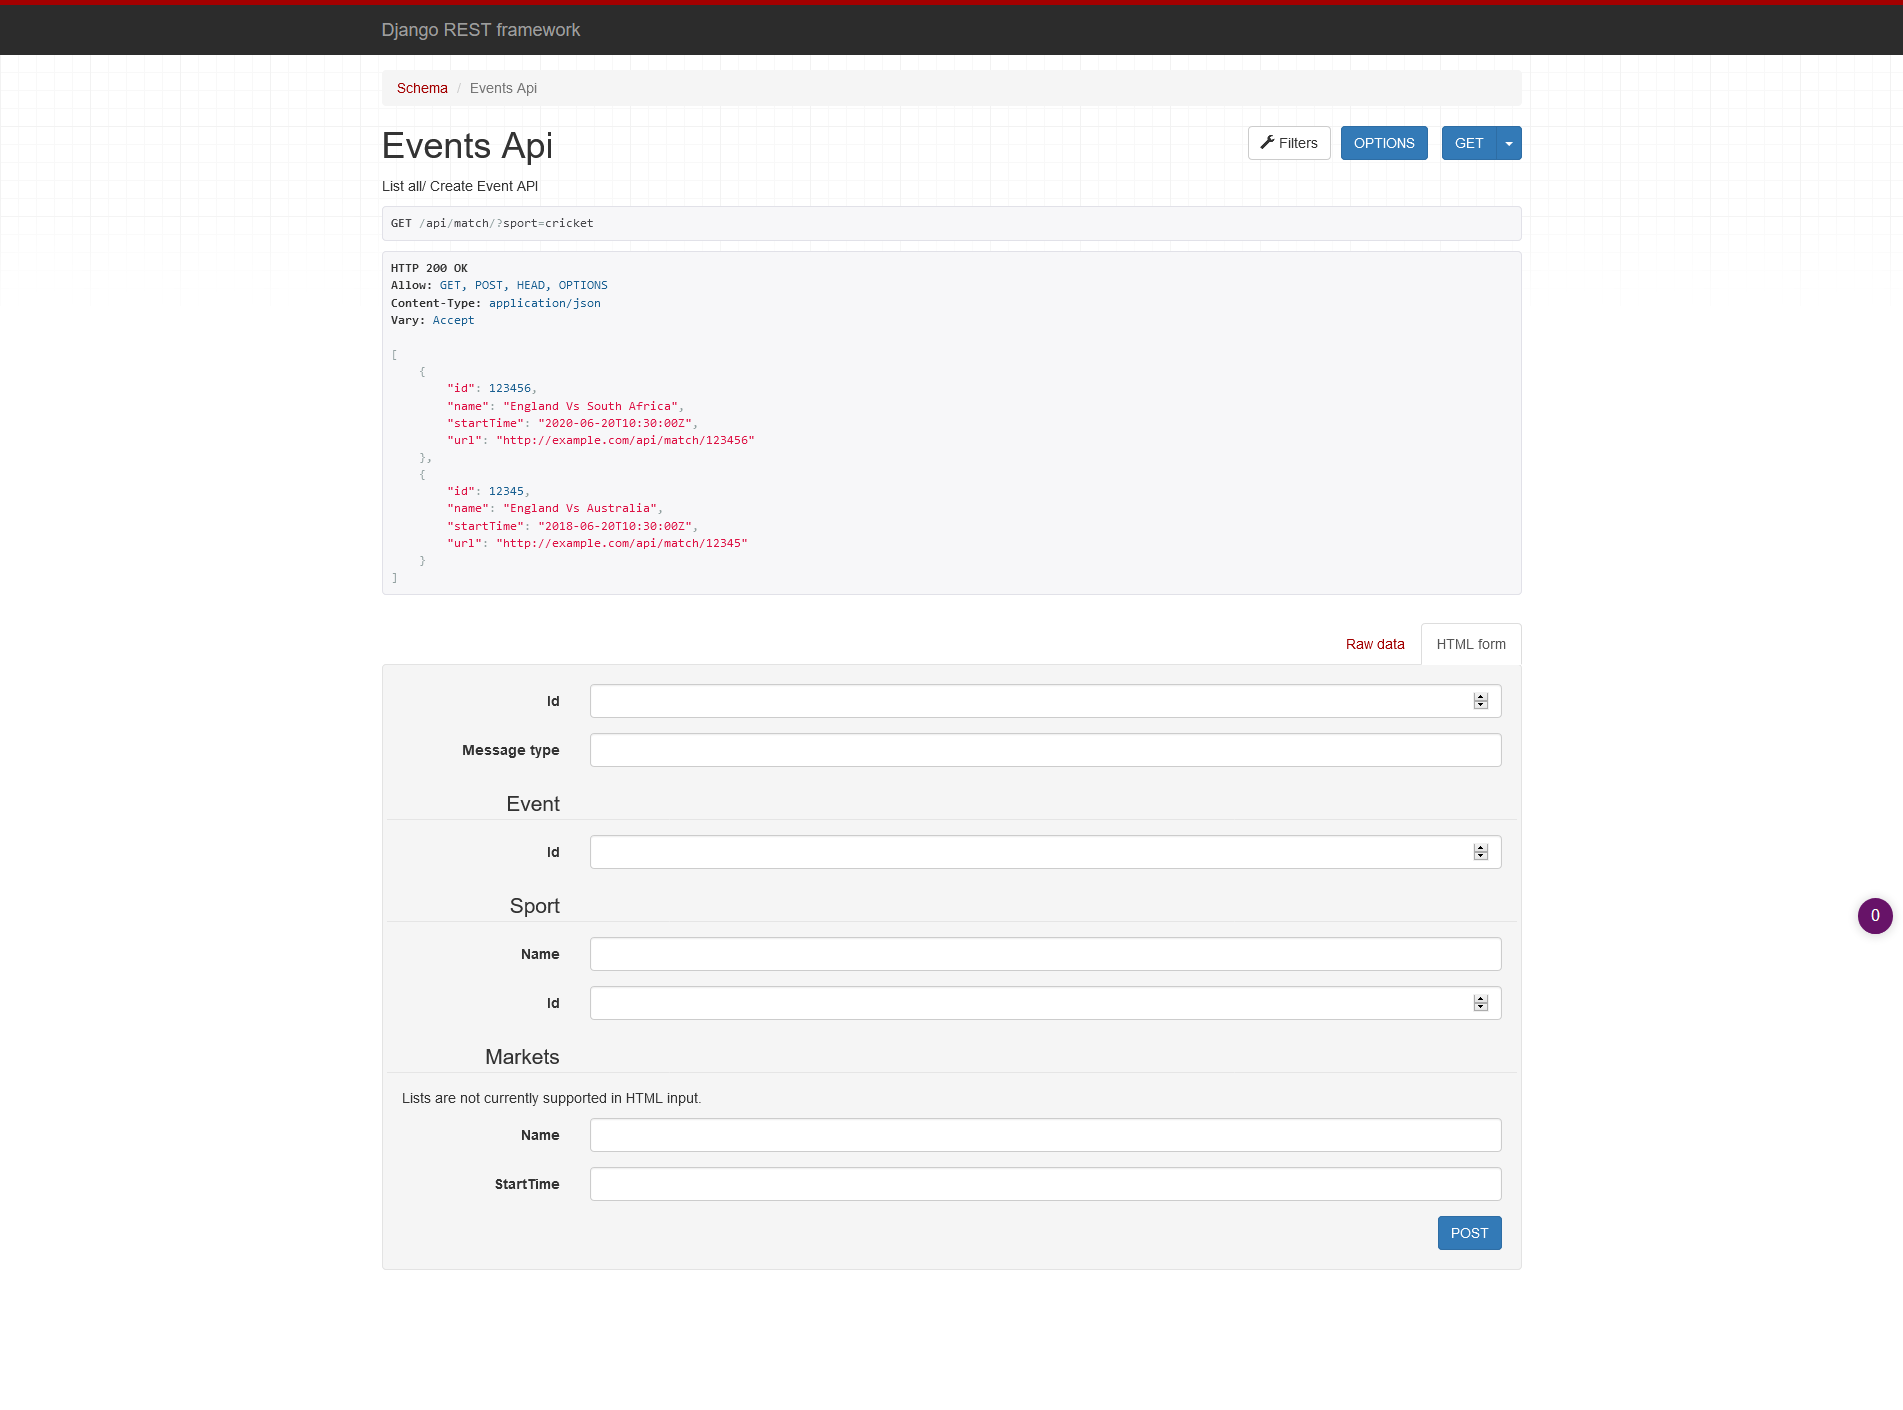 Django REST framework
Schema / Events Api
Events Api
Filters
OPTIONS
GET
List all/ Create Event API
GET /api/match/?sport=cricket
HTTP 200 OK
Allow: GET, POST, HEAD, OPTIONS
Content-Type: application/json
Vary: Accept
[
    {
        "id": 123456,
        "name": "England Vs South Africa",
        "startTime": "2020-06-20T10:30:00Z",
        "url": "http://example.com/api/match/123456"
    },
    {
        "id": 12345,
        "name": "England Vs Australia",
        "startTime": "2018-06-20T10:30:00Z",
        "url": "http://example.com/api/match/12345"
    }
]
Raw data
HTML form
Id
Message type
Event
Id
Sport
0
Name
Id
Markets
Lists are not currently supported in HTML input.
Name
StartTime
POST